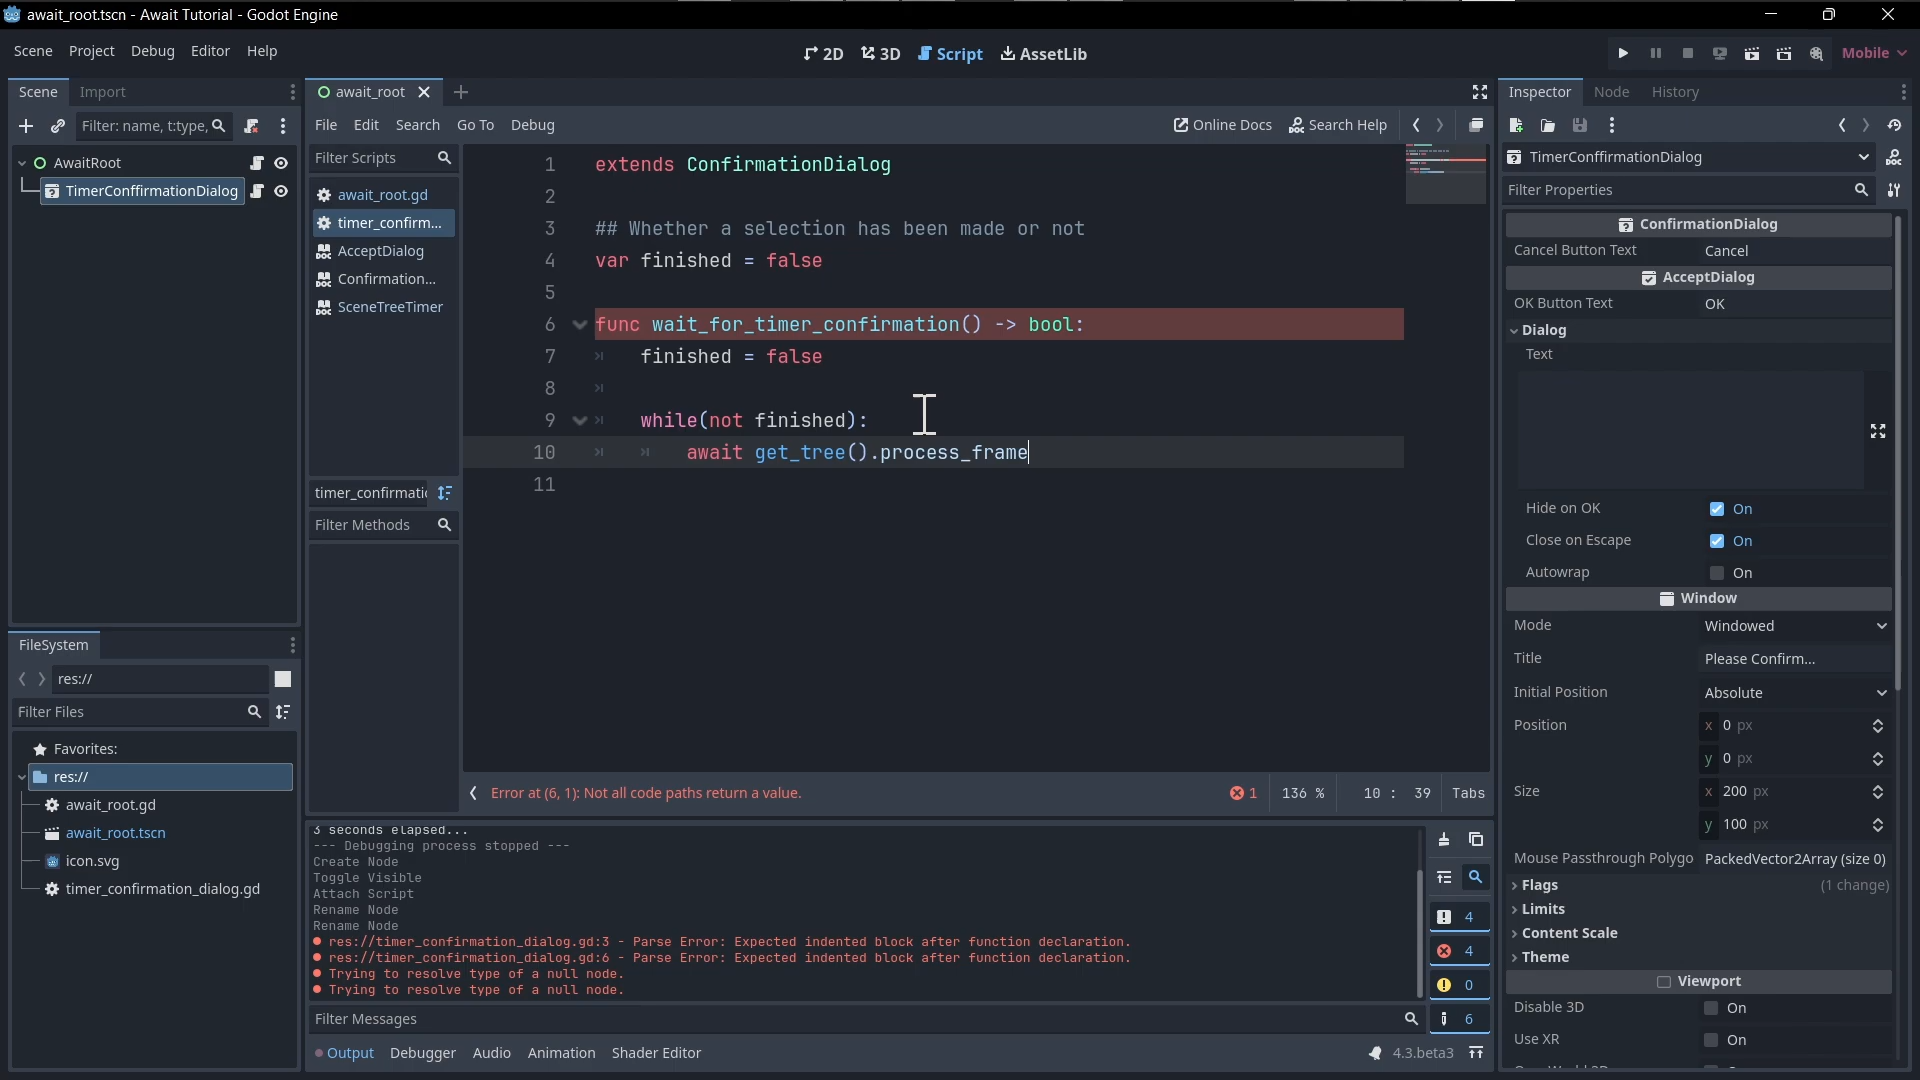 await_root.tscn - Await Tutorial - Godot Engine
Scene Project Debug Editor Help
2D 3D Script AssetLib
Mobile
Scene Import
Filter: name, t:type,
AwaitRoot
TimerConffirmationDialog
FileSystem
res://
Filter Files
Favorites:
res://
await_root.gd
await_root.tscn
icon.svg
timer_confirmation_dialog.gd
await_root
File Edit Search Go To Debug
Online Docs Search Help
Filter Scripts
await_root.gd
timer_confirm...
AcceptDialog
Confirmation...
SceneTreeTimer
timer_confirmatic
Filter Methods
1 extends ConfirmationDialog
2
3 ## Whether a selection has been made or not
4 var finished = false
5
6 func wait_for_timer_confirmation() -> bool:
7 finished = false
8
9 while(not finished):
10 await get_tree().process_frame
11
Error at (6, 1): Not all code paths return a value.
1 136 % 10 : 39 Tabs
3 seconds elapsed...
--- Debugging process stopped ---
Create Node
Toggle Visible
Attach Script
Rename Node
Rename Node
res://timer_confirmation_dialog.gd:3 - Parse Error: Expected indented block after function declaration.
res://timer_confirmation_dialog.gd:6 - Parse Error: Expected indented block after function declaration.
Trying to resolve type of a null node.
Trying to resolve type of a null node.
4
4
0
6
Filter Messages
Output Debugger Audio Animation Shader Editor
4.3.beta3
Inspector Node History
TimerConffirmationDialog
Filter Properties
ConfirmationDialog
Cancel Button Text Cancel
AcceptDialog
OK Button Text OK
Dialog
Text
Hide on OK On
Close on Escape On
Autowrap On
Window
Mode Windowed
Title Please Confirm...
Initial Position Absolute
Position x 0 px
y 0 px
Size x 200 px
y 100 px
Mouse Passthrough Polygo PackedVector2Array (size 0)
Flags (1 change)
Limits
Content Scale
Theme
Viewport
Disable 3D On
Use XR On